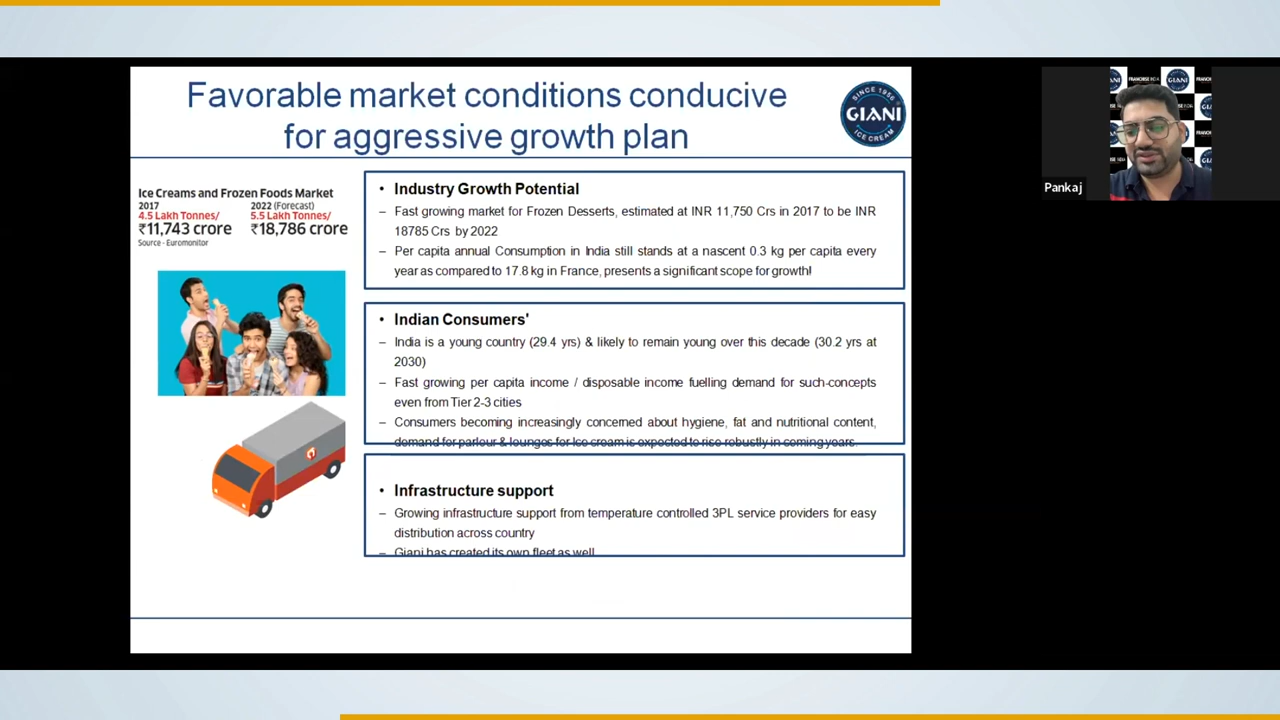 Favorable market conditions conducive
for aggressive growth plan
SINCE 1956
GIANI
ICE CREAM
Ice Creams and Frozen Foods Market
2017
2022 (Forecast)
4.5 Lakh Tonnes/
5.5 Lakh Tonnes/
₹11,743 crore
₹18,786 crore
Source - Euromonitor
• Industry Growth Potential
– Fast growing market for Frozen Desserts, estimated at INR 11,750 Crs in 2017 to be INR
18785 Crs by 2022
– Per capita annual Consumption in India still stands at a nascent 0.3 kg per capita every
year as compared to 17.8 kg in France, presents a significant scope for growth!
• Indian Consumers'
– India is a young country (29.4 yrs) & likely to remain young over this decade (30.2 yrs at
2030)
– Fast growing per capita income / disposable income fuelling demand for such-concepts
even from Tier 2-3 cities
– Consumers becoming increasingly concerned about hygiene, fat and nutritional content,
demand for parlour & lounges for Ice cream is expected to rise robustly in coming years.
• Infrastructure support
– Growing infrastructure support from temperature controlled 3PL service providers for easy
distribution across country
– Giani has created its own fleet as well
FRANCHISE INDIA
GIANI
Pankaj